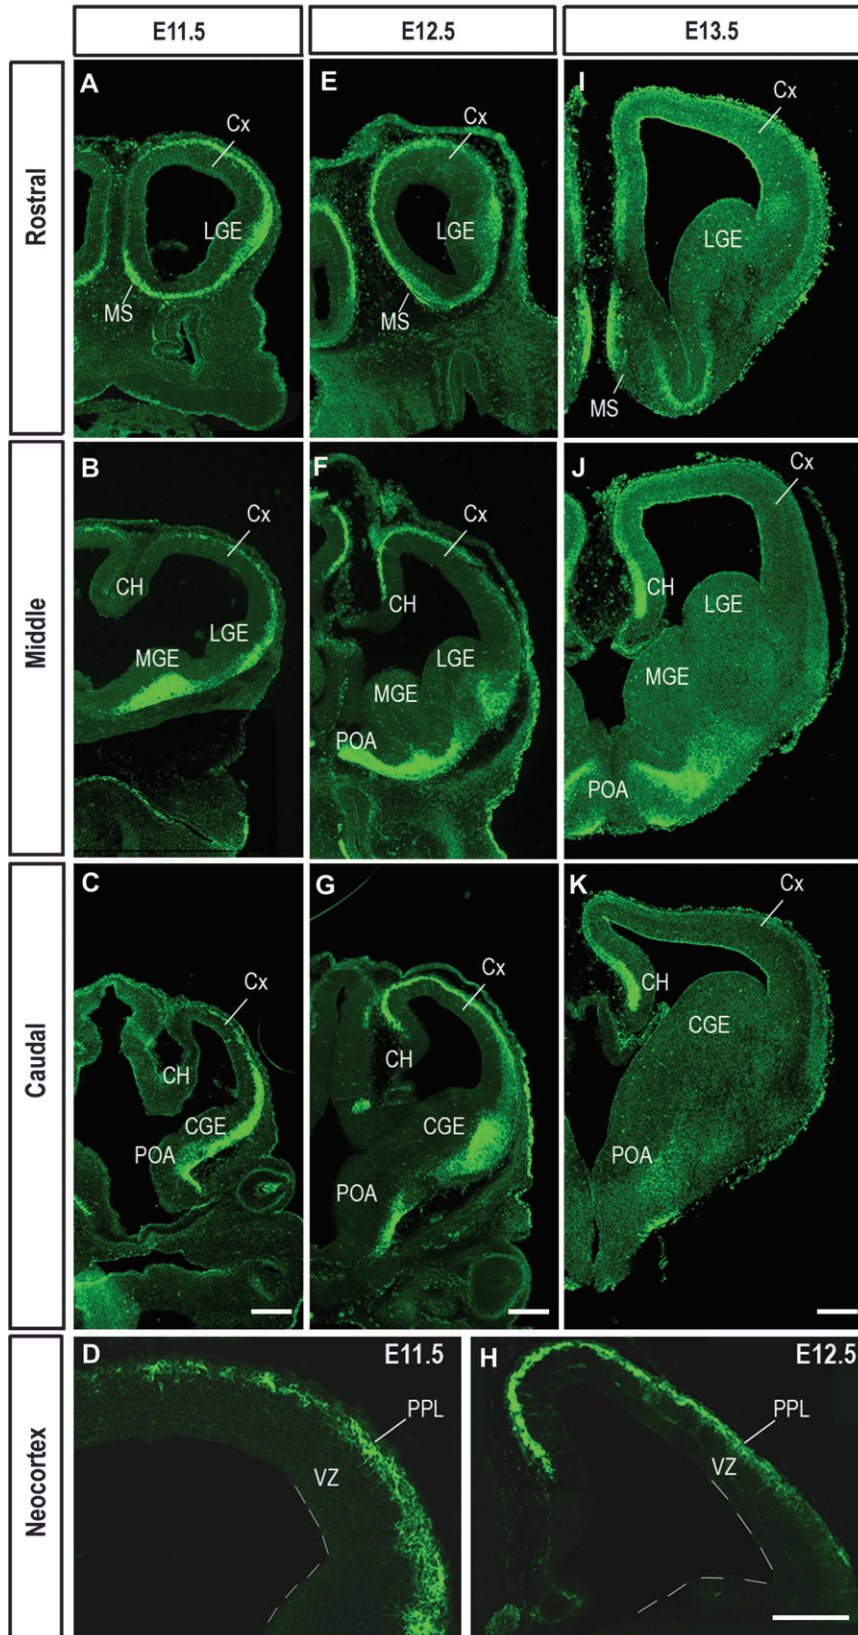 E11.5
E12.5
E13.5
Rostral
A
Cx
LGE
MS
E
Cx
LGE
MS
I
Cx
LGE
MS
Middle
B
Cx
CH
LGE
MGE
F
Cx
CH
LGE
MGE
POA
J
Cx
CH
LGE
MGE
POA
Caudal
C
Cx
CH
CGE
POA
G
Cx
CH
CGE
POA
K
Cx
CH
CGE
POA
Neocortex
D
E11.5
PPL
VZ
H
E12.5
PPL
VZ